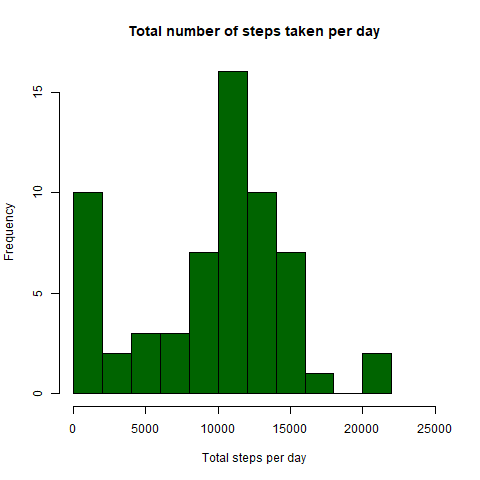 Total number of steps taken per day
15
10
5
0
Frequency
0 5000 10000 15000 20000 25000
Total steps per day